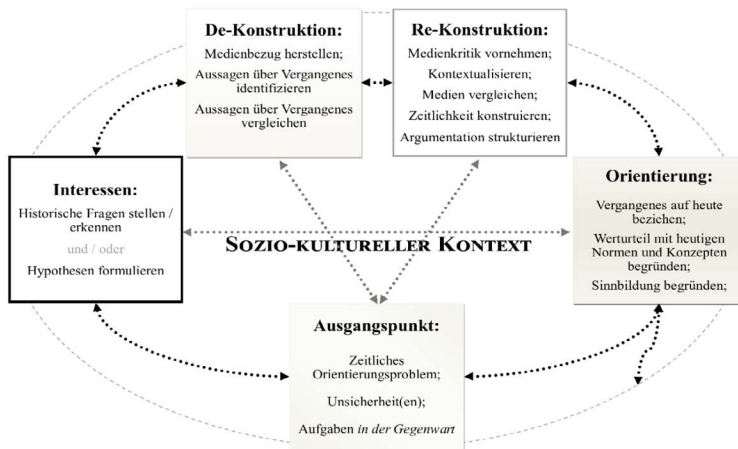 De-Konstruktion:
Medienbezug herstellen;
Aussagen über Vergangenes
identifizieren
Aussagen über Vergangenes
vergleichen
Re-Konstruktion:
Medienkritik vornehmen;
Kontextualisieren;
Medien vergleichen;
Zeitlichkeit konstruieren;
Argumentation strukturieren
Interessen:
Historische Fragen stellen /
erkennen
und / oder
Hypothesen formulieren
SOZIO-KULTURELLER KONTEXT
Orientierung:
Vergangenes auf heute
beziehen;
Werturteil mit heutigen
Normen und Konzepten
begründen;
Sinnbildung begründen;
Ausgangspunkt:
Zeitliches
Orientierungsproblem;
Unsicherheit(en);
Aufgaben in der Gegenwart